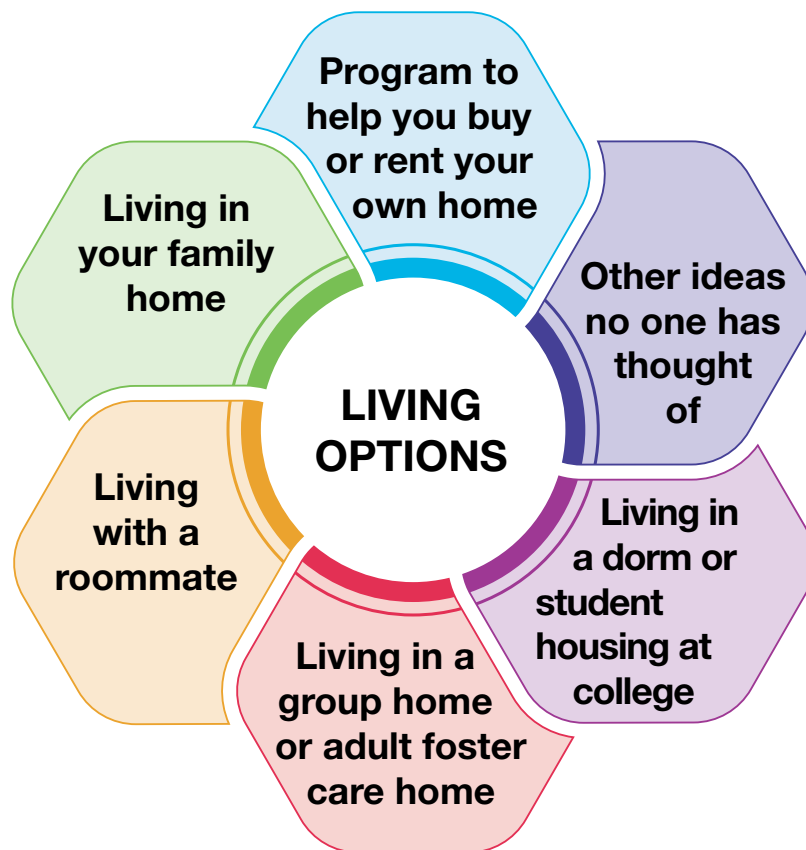 Program to
help you buy
or rent your
own home
Other ideas
no one has
thought
of
Living in
a dorm or
student
housing at
college
Living in a
group home
or adult foster
care home
Living
with a
roommate
Living in
your family
home
LIVING
OPTIONS